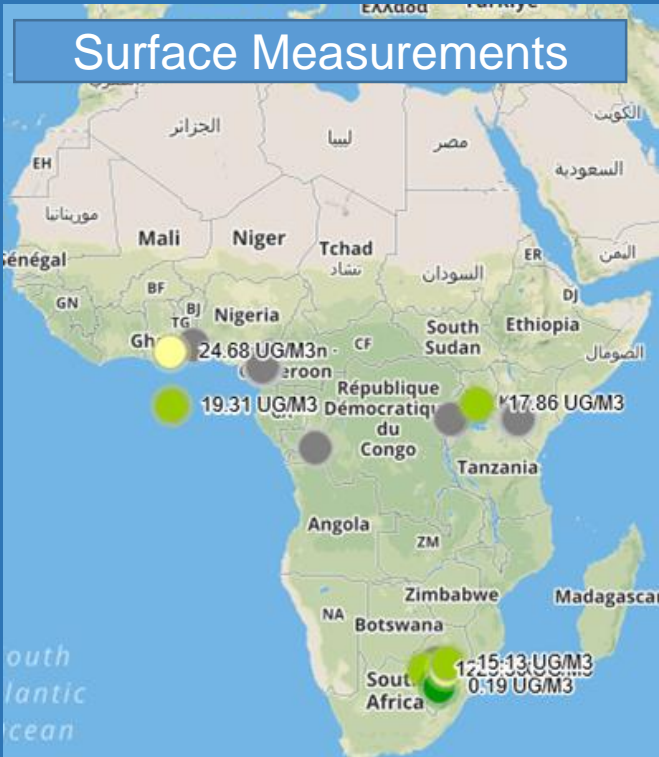 Ελλάδα
Türkiye
Surface Measurements
الجزائر
ليبيا
مصر
الكويت
EH
السعودية
موريتانيا
Mali
Niger
Tchad
تشاد
السودان
ER
اليمن
Sénégal
BF
GN
BJ
TG
Nigeria
DJ
Ethiopia
South
Sudan
CF
الصومال
24.68 UG/M3
19.31 UG/M3
République
Démocratique
du
Congo
17.86 UG/M3
Tanzania
Angola
ZM
Zimbabwe
Madagascar
NA
Botswana
South
Africa
15.13 UG/M3
0.19 UG/M3
outh
lantic
cean